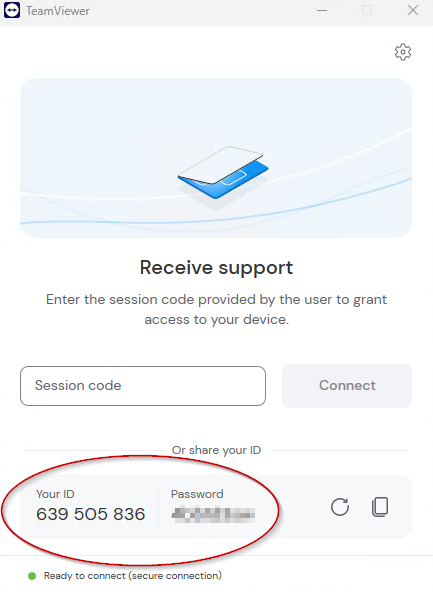 TeamViewer
Receive support
Enter the session code provided by the user to grant
access to your device.
Session code
Connect
Or share your ID
Your ID
Password
639 505 836
Ready to connect (secure connection)